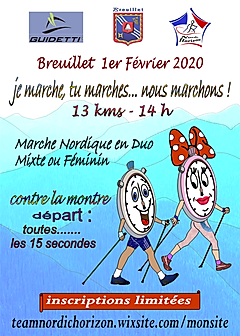 Breuillet
GUIDETTI
Breuillet 1er Février 2020
je marche, tu marches... nous marchons !
13 kms - 14 h
Marche Nordique en Duo
Mixte ou Féminin
contre la montre
départ :
toutes.......
les 15 secondes
inscriptions limitées
teamnordichorizon.wixsite.com/monsite